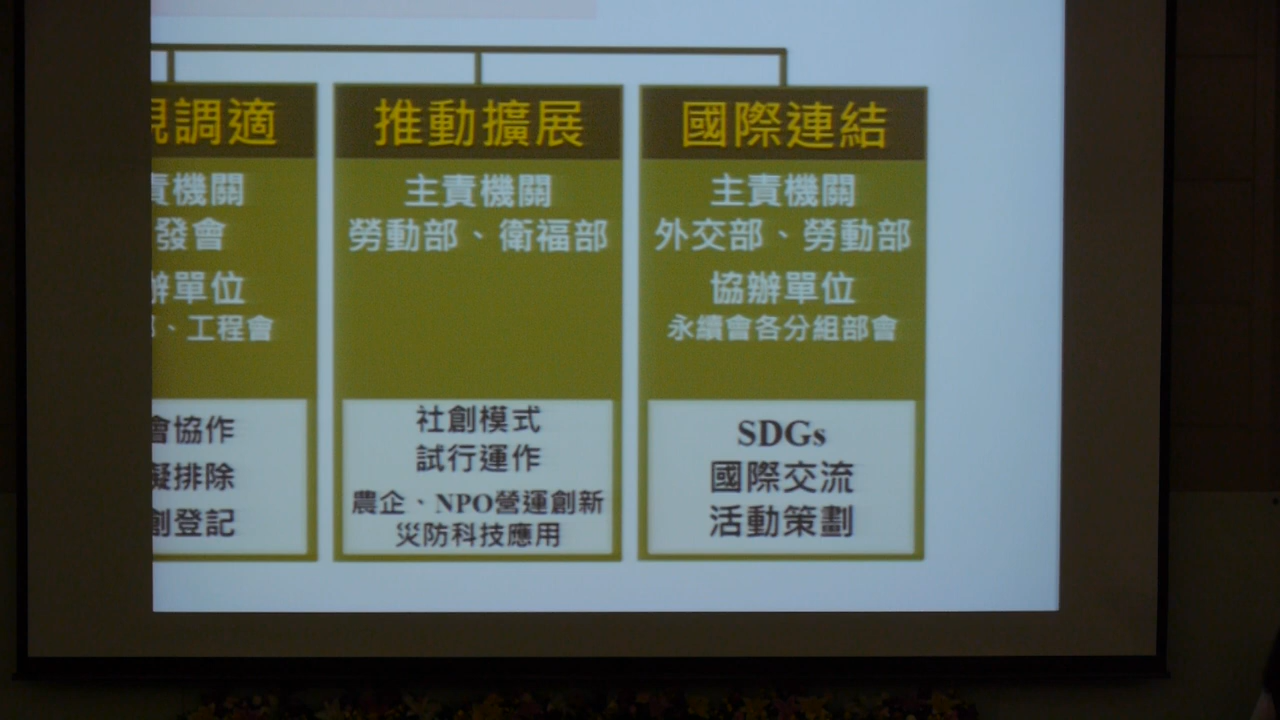 調適
責機關
發會
辦單位
、工程會
會協作
礙排除
創登記
推動擴展
主責機關
勞動部、衛福部
社創模式
試行運作
農企、NPO營運創新
災防科技應用
國際連結
主責機關
外交部、勞動部
協辦單位
永續會各分組部會
SDGs
國際交流
活動策劃